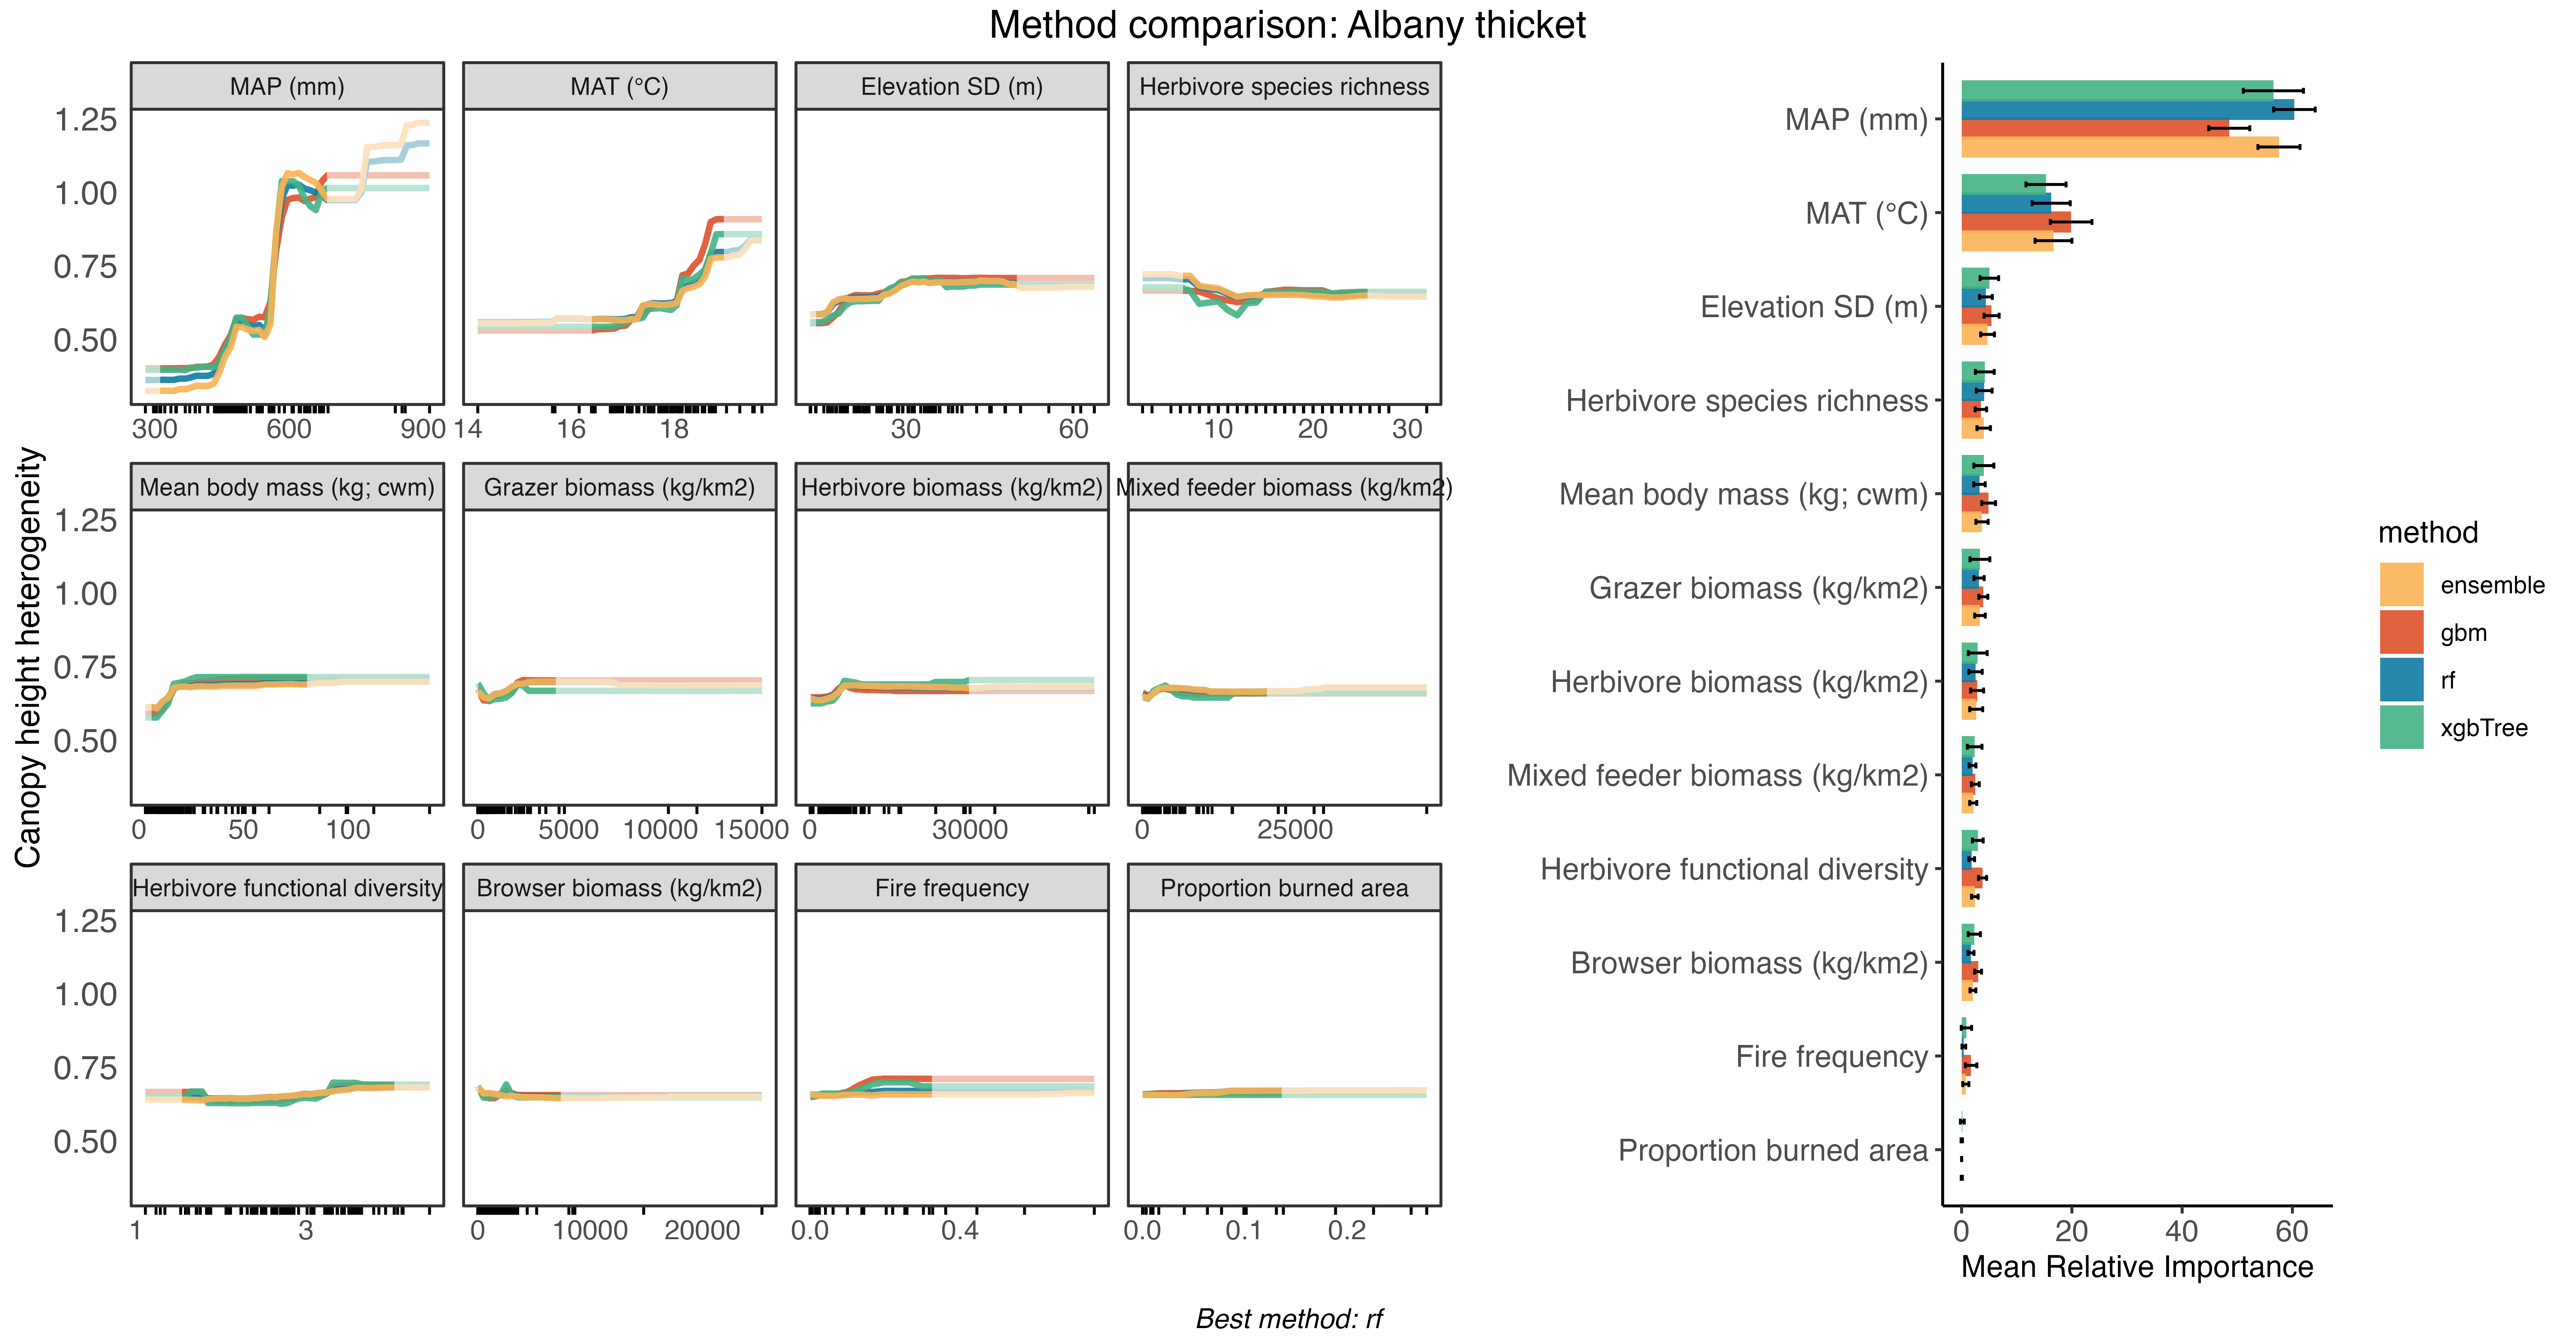 Method comparison: Albany thicket
MAP (mm)
MAT (°C)
Elevation SD (m)
Herbivore species richness
1.25
1.00
0.75
0.50
300 600 900
14 16 18
30 60
10 20 30
Canopy height heterogeneity
Mean body mass (kg; cwm)
Grazer biomass (kg/km2)
Herbivore biomass (kg/km2)
Mixed feeder biomass (kg/km2)
1.25
1.00
0.75
0.50
0 50 100
0 5000 10000 15000
0 30000
0 25000
Herbivore functional diversity
Browser biomass (kg/km2)
Fire frequency
Proportion burned area
1.25
1.00
0.75
0.50
1 3
0 10000 20000
0.0 0.4
0.0 0.1 0.2
MAP (mm)
MAT (°C)
Elevation SD (m)
Herbivore species richness
Mean body mass (kg; cwm)
Grazer biomass (kg/km2)
Herbivore biomass (kg/km2)
Mixed feeder biomass (kg/km2)
Herbivore functional diversity
Browser biomass (kg/km2)
Fire frequency
Proportion burned area
0 20 40 60
Mean Relative Importance
method
ensemble
gbm
rf
xgbTree
Best method: rf